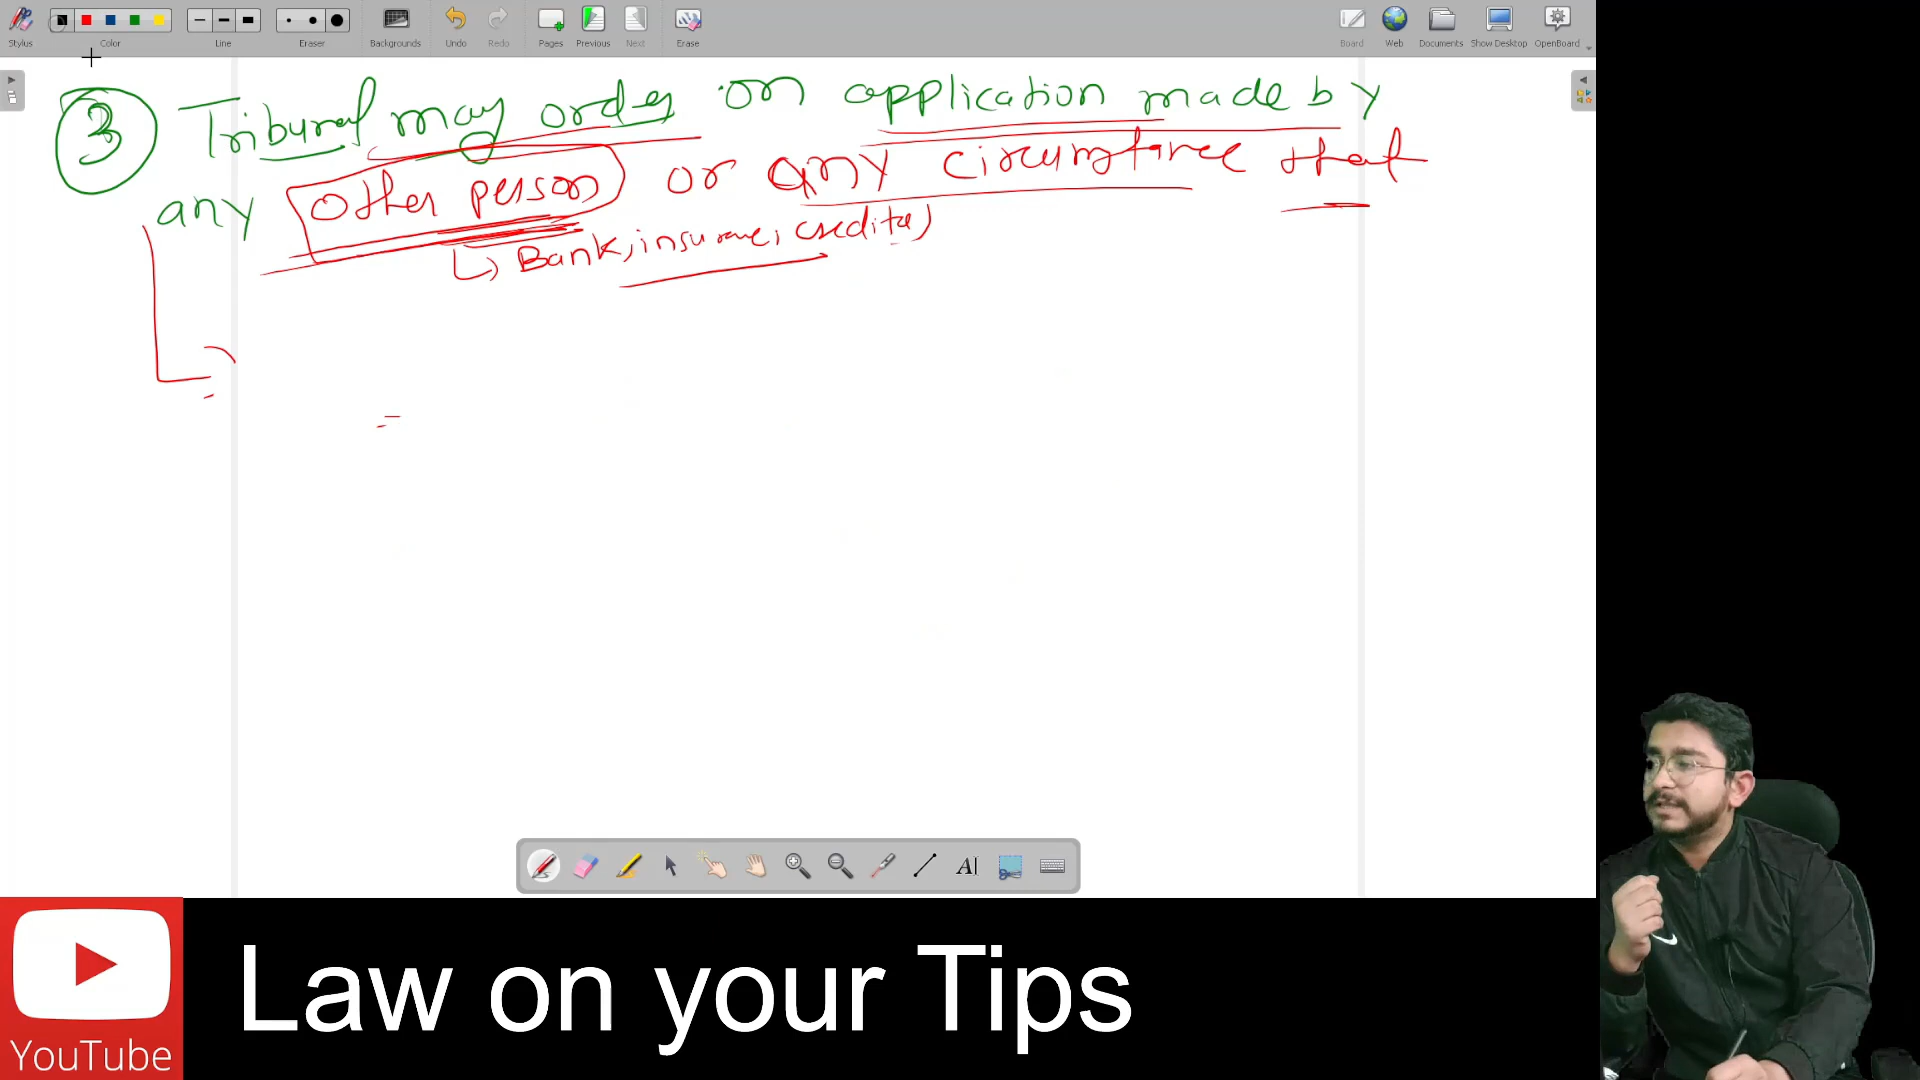 Stylus Color Line Eraser Backgrounds Undo Redo Pages Previous Next Erase Board Web Documents Show Desktop OpenBoard
3 Tribunal may order on application made by
any other person or any circumstance that
Bank, insurance, creditor)
=
AI
YouTube
Law on your Tips